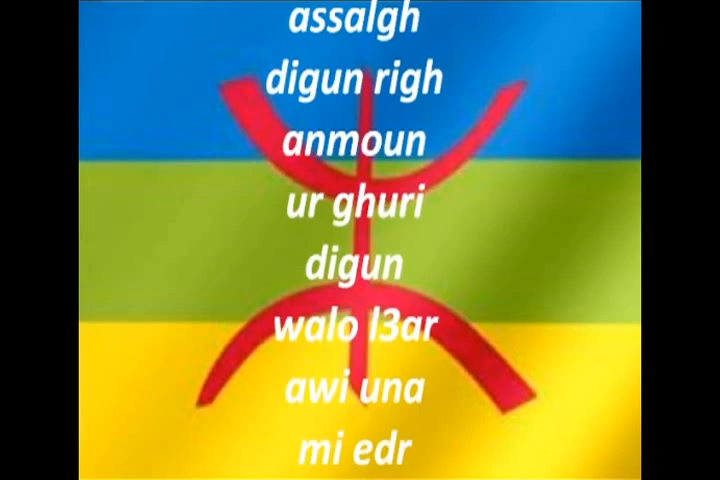 assalgh
digun righ
anmoun
ur ghuri
digun
walo l3ar
awi una
mi edr